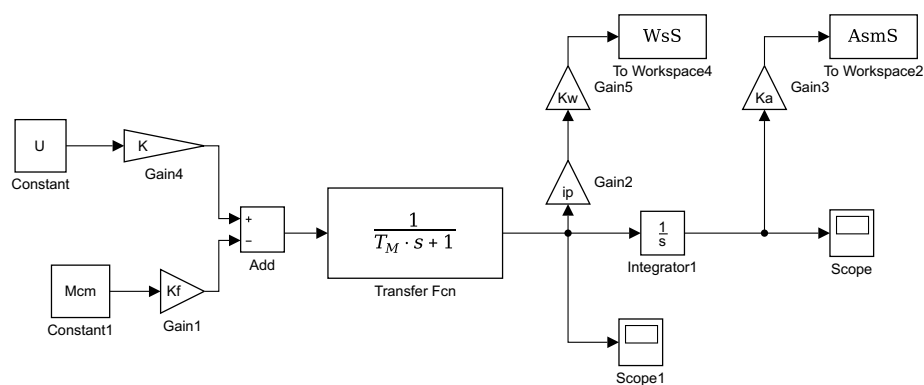 WsS
To Workspace4
AsmS
To Workspace2
Kw
Gain5
Ka
Gain3
U
Constant
K
Gain4
ip
Gain2
+
−
Add
1
T_M · s + 1
Transfer Fcn
1
s
Integrator1
Scope
Mcm
Constant1
Kf
Gain1
Scope1